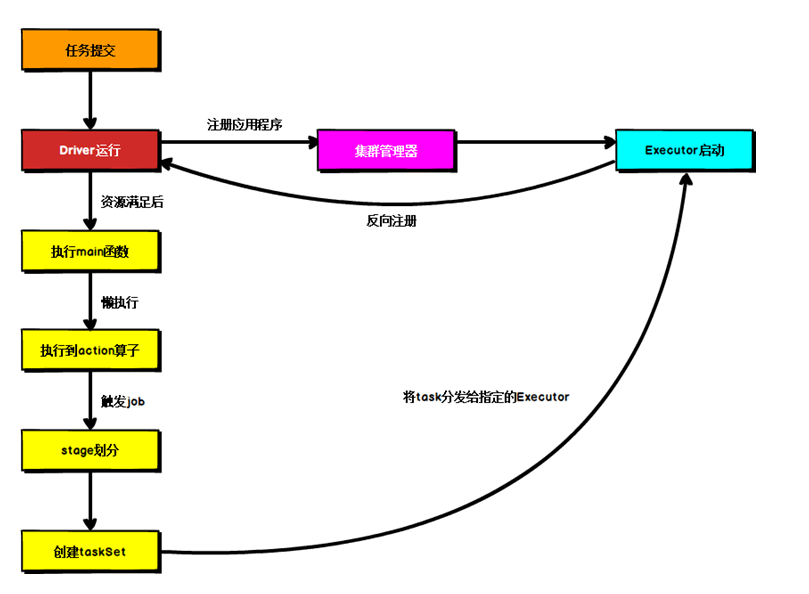 任务提交
注册应用程序
Driver运行
集群管理器
Executor启动
资源满足后
反向注册
执行main函数
懒执行
执行到action算子
将task分发给指定的Executor
触发job
stage划分
创建taskSet